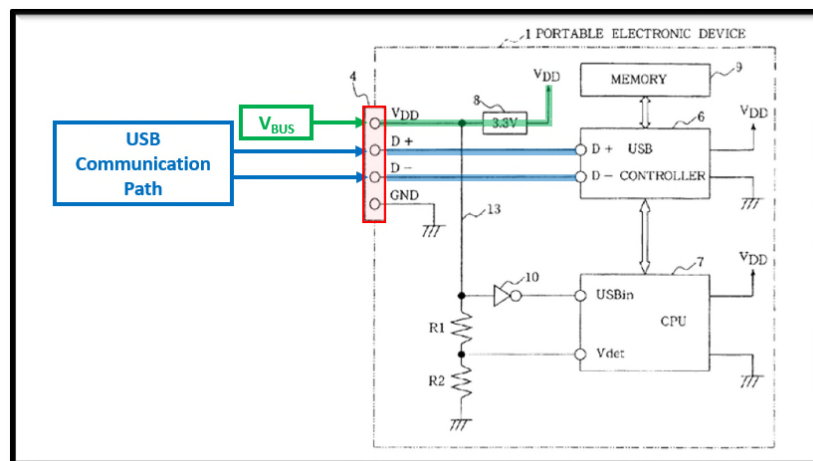 1 PORTABLE ELECTRONIC DEVICE
4
VDD
8
VDD
3.3V
MEMORY
9
VBUS
USB
Communication
Path
D+
D−
GND
6
VDD
D+ USB
D− CONTROLLER
13
10
7
VDD
USBin
CPU
R1
Vdet
R2